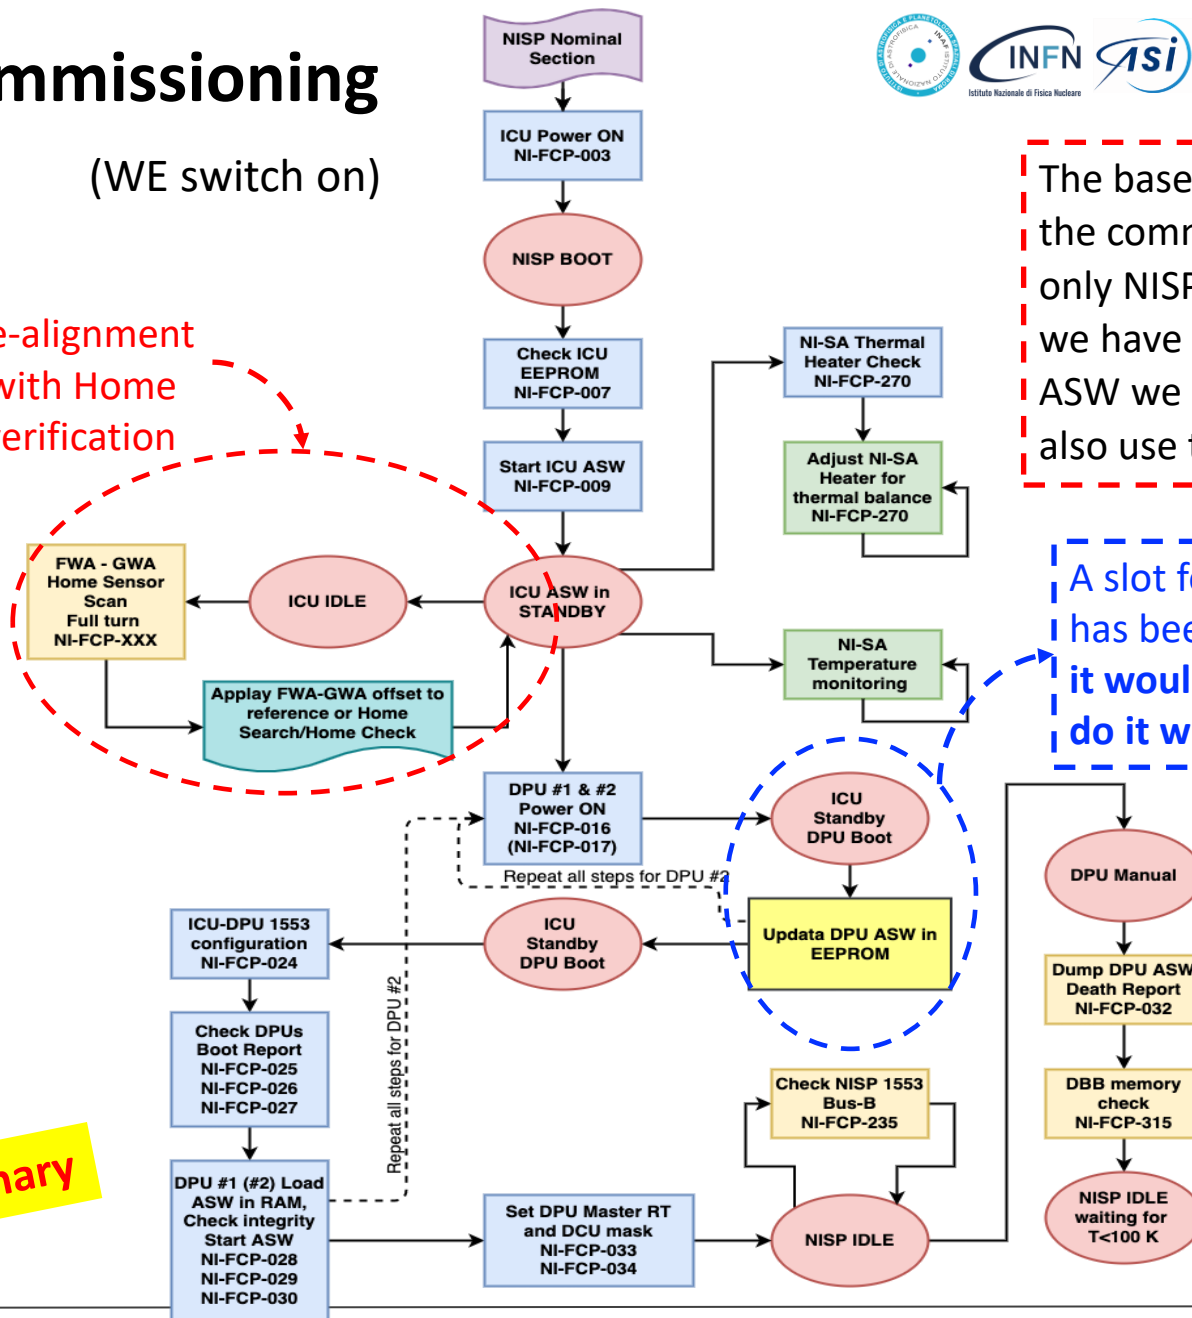 mmissioning
(WE switch on)
NISP Nominal
Section
INFN
Istituto Nazionale di Fisica Nucleare
asi
ICU Power ON
NI-FCP-003
NISP BOOT
Check ICU
EEPROM
NI-FCP-007
Start ICU ASW
NI-FCP-009
e-alignment
with Home
verification
NI-SA Thermal
Heater Check
NI-FCP-270
Adjust NI-SA
Heater for
thermal balance
NI-FCP-270
The base
the comm
only NISP
we have
ASW we
also use t
FWA - GWA
Home Sensor
Scan
Full turn
NI-FCP-XXX
ICU IDLE
ICU ASW in
STANDBY
NI-SA
Temperature
monitoring
A slot fo
has bee
it woul
do it w
Applay FWA-GWA offset to
reference or Home
Search/Home Check
DPU #1 & #2
Power ON
NI-FCP-016
(NI-FCP-017)
ICU
Standby
DPU Boot
Repeat all steps for DPU #2
Updata DPU ASW in
EEPROM
ICU
Standby
DPU Boot
ICU-DPU 1553
configuration
NI-FCP-024
Check DPUs
Boot Report
NI-FCP-025
NI-FCP-026
NI-FCP-027
Repeat all steps for DPU #2
DPU #1 (#2) Load
ASW in RAM,
Check integrity
Start ASW
NI-FCP-028
NI-FCP-029
NI-FCP-030
Set DPU Master RT
and DCU mask
NI-FCP-033
NI-FCP-034
Check NISP 1553
Bus-B
NI-FCP-235
NISP IDLE
DPU Manual
Dump DPU ASW
Death Report
NI-FCP-032
DBB memory
check
NI-FCP-315
NISP IDLE
waiting for
T<100 K
nary